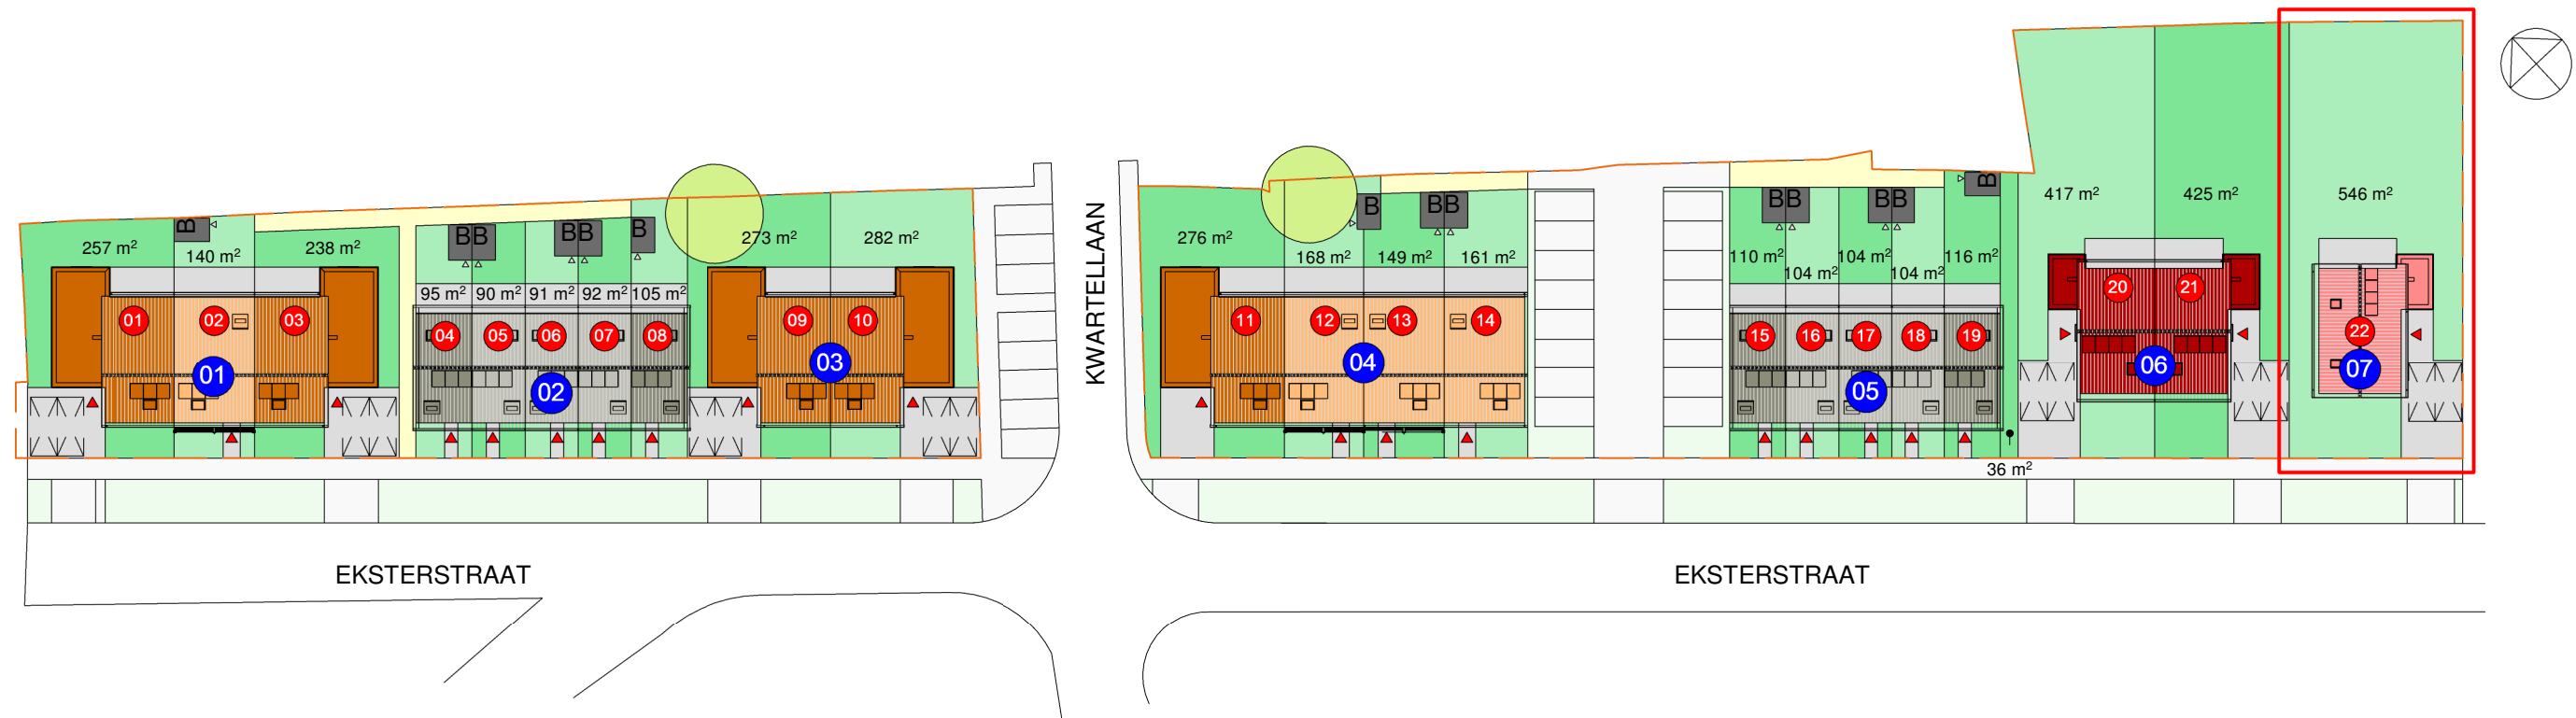 417 m²
425 m²
546 m²
257 m²
B
140 m²
238 m²
BB
BB
B
273 m²
282 m²
KWARTELLAAN
276 m²
168 m²
B
149 m²
BB
161 m²
BB
BB
B
110 m²
104 m²
104 m²
104 m²
116 m²
95 m²
90 m²
91 m²
92 m²
105 m²
01
02
03
04
05
06
07
08
09
10
11
12
13
14
15
16
17
18
19
20
21
22
01
02
03
04
05
06
07
36 m²
EKSTERSTRAAT
EKSTERSTRAAT